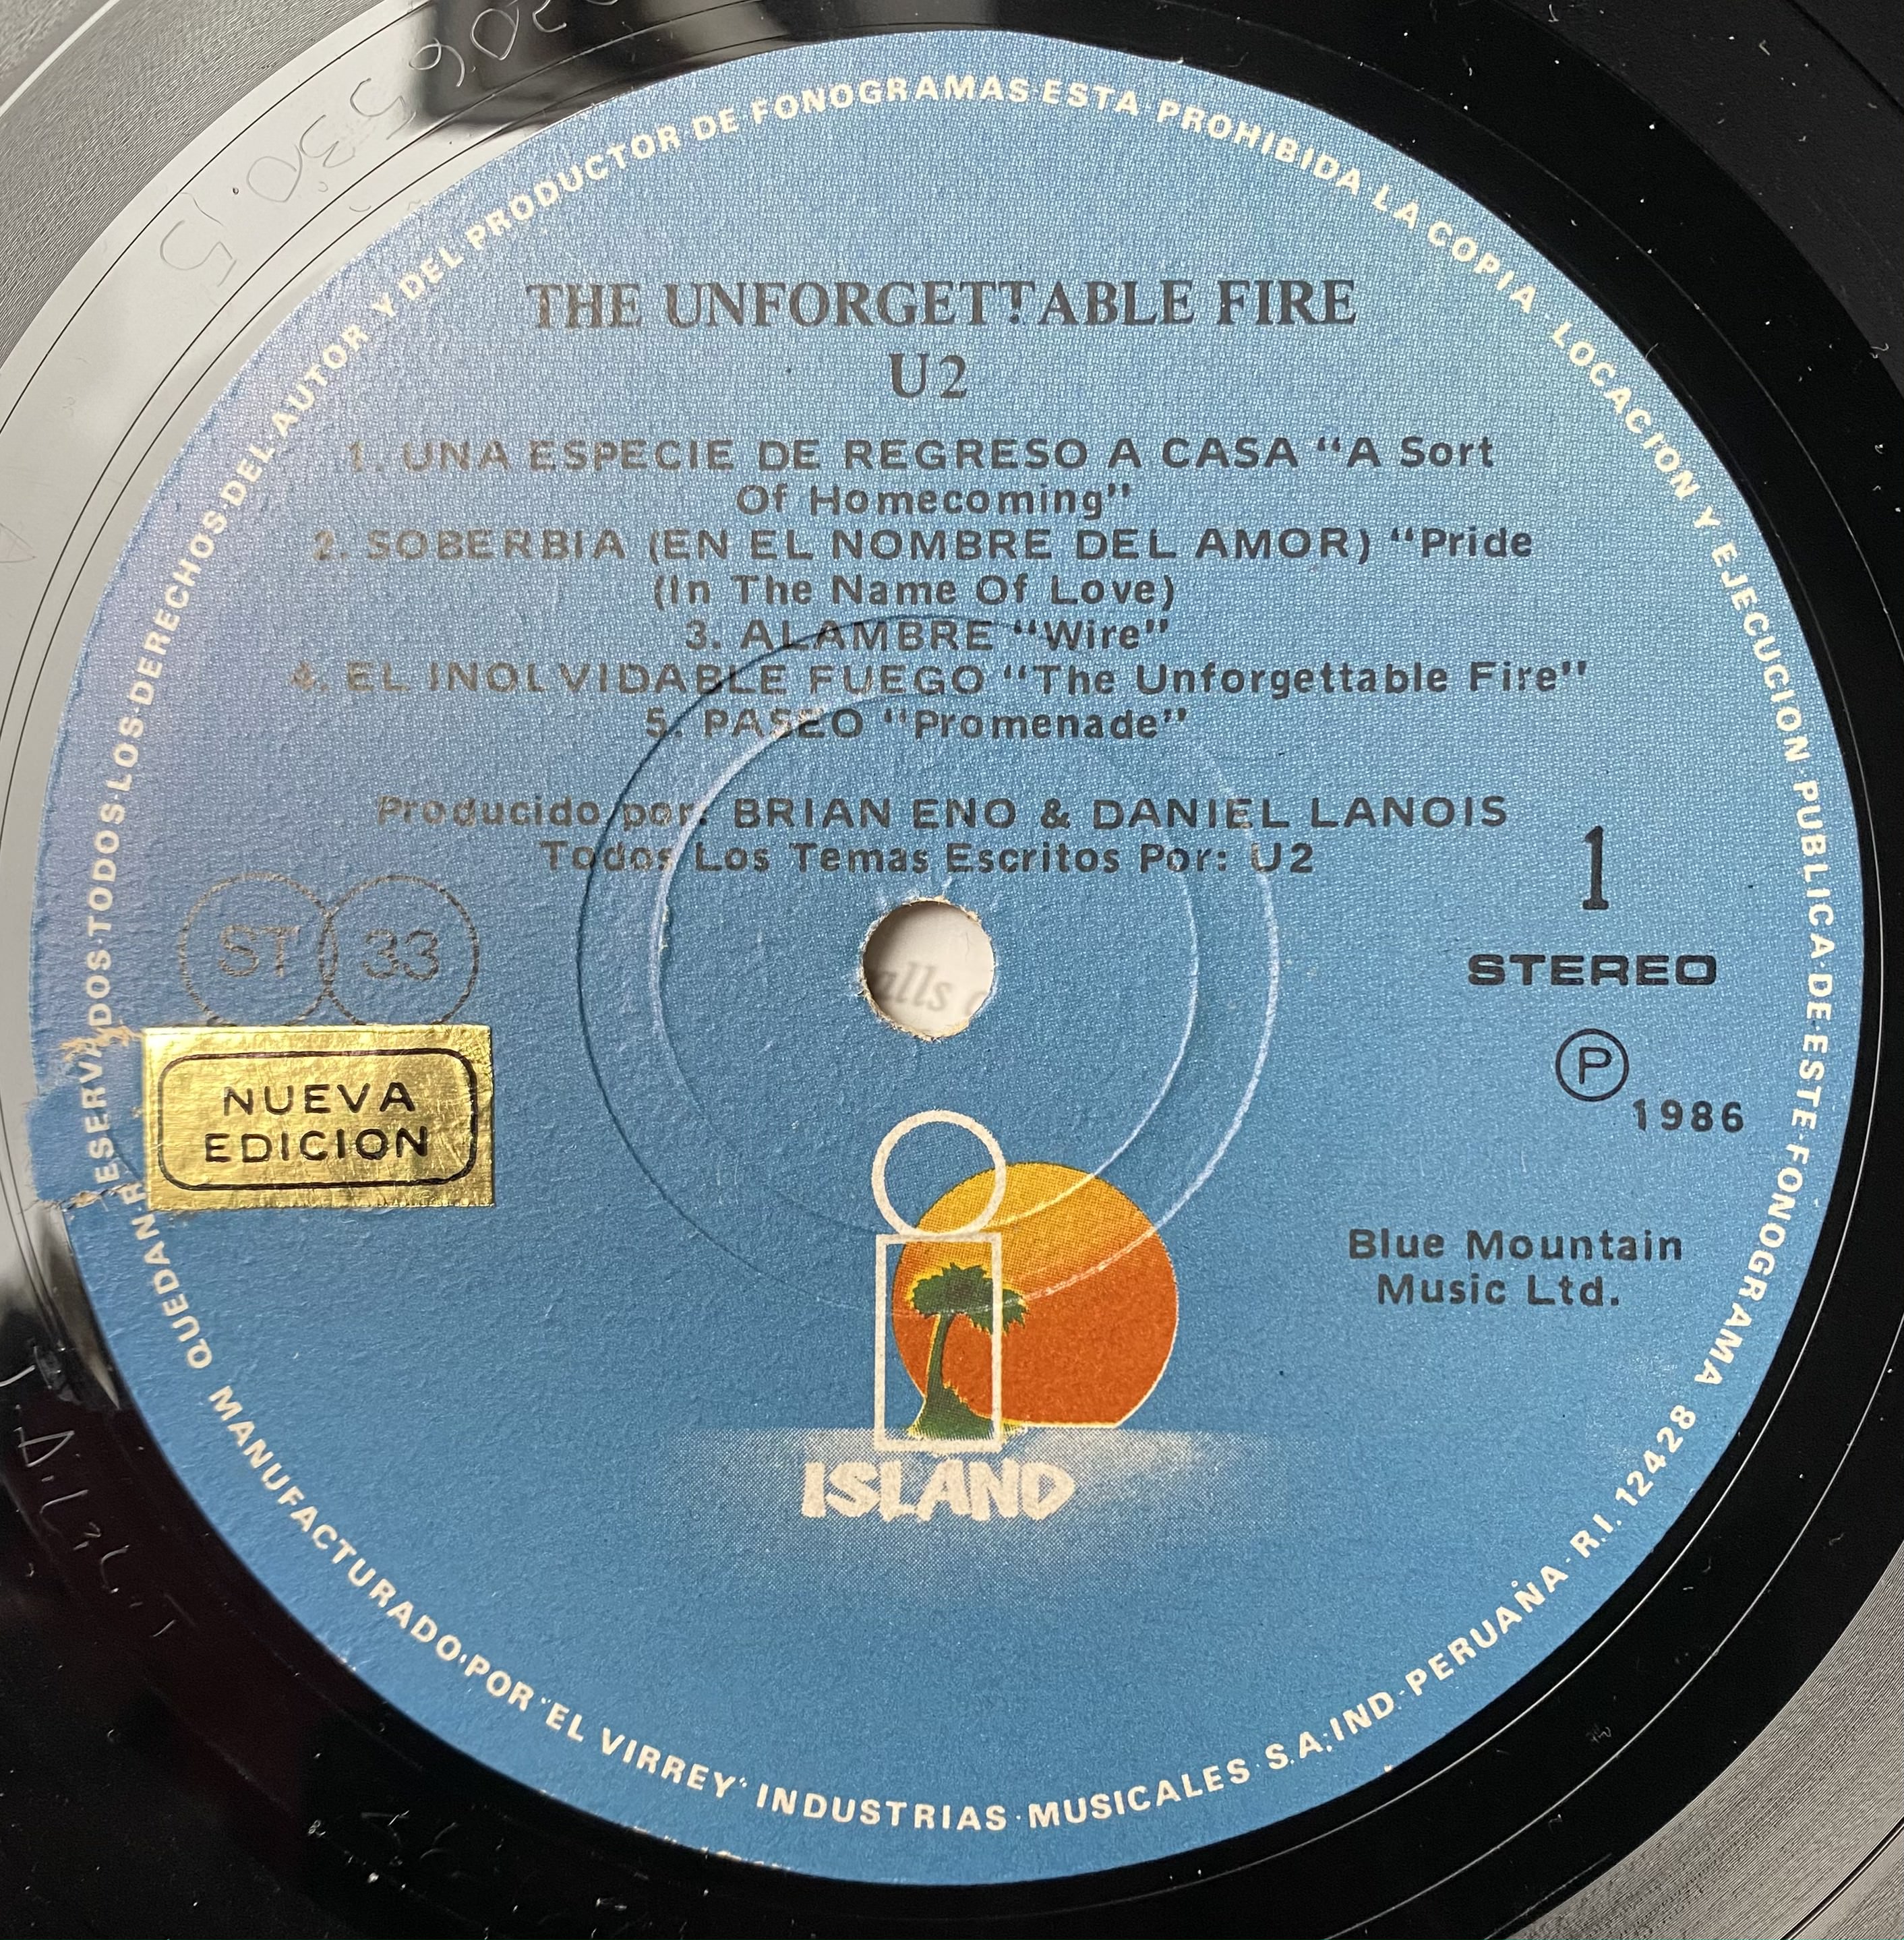 THE UNFORGETTABLE FIRE
U2
1. UNA ESPECIE DE REGRESO A CASA “A Sort
Of Homecoming”
2. SOBERBIA (EN EL NOMBRE DEL AMOR) “Pride
(In The Name Of Love)
3. ALAMBRE “Wire”
4. EL INOLVIDABLE FUEGO “The Unforgettable Fire”
5. PASEO “Promenade”
Producido por: BRIAN ENO & DANIEL LANOIS
Todos Los Temas Escritos Por: U2
1
STEREO
ST 33
Ⓟ
1986
NUEVA
EDICION
alls
Blue Mountain
Music Ltd.
i
ISLAND
QUEDAN RESERVADOS·TODOS·LOS·DERECHOS·DEL·AUTOR Y·DEL PRODUCTOR·DE FONOGRAMAS ESTA PROHIBIDA LA COPIA · LOCACION Y EJECUCION PUBLICA·DE·ESTE·FONOGRAMA
MANUFACTURADO·POR "EL VIRREY" INDUSTRIAS·MUSICALES·S.A. IND.·PERUANA·R.I. 12428